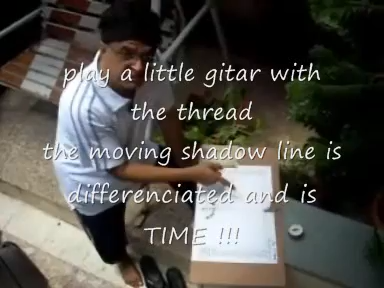 play a little gitar with
the thread
the moving shadow line is
differenciated and is
TIME !!!